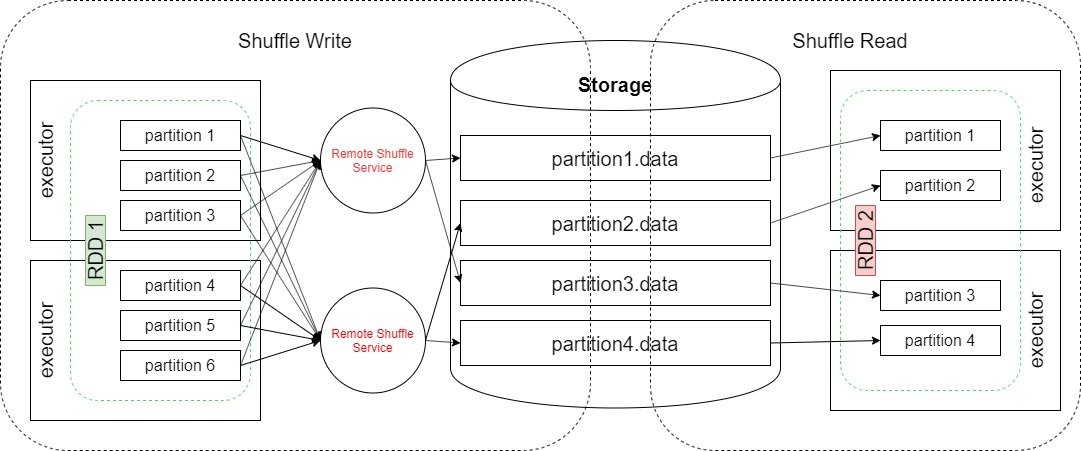 Shuffle Write
executor
partition 1
partition 2
partition 3
RDD 1
executor
partition 4
partition 5
partition 6
Remote Shuffle
Service
Remote Shuffle
Service
Storage
partition1.data
partition2.data
partition3.data
partition4.data
Shuffle Read
partition 1
partition 2
executor
RDD 2
partition 3
partition 4
executor